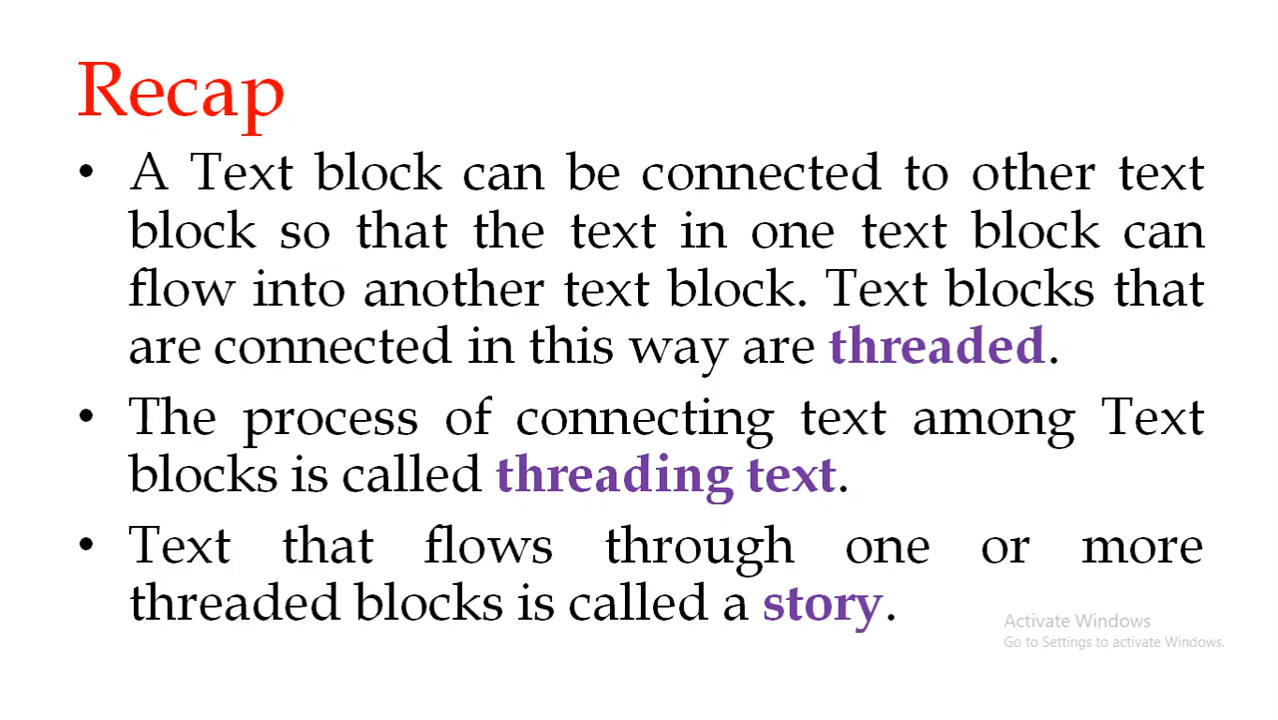 Recap
• A Text block can be connected to other text
block so that the text in one text block can
flow into another text block. Text blocks that
are connected in this way are threaded.
• The process of connecting text among Text
blocks is called threading text.
• Text that flows through one or more
threaded blocks is called a story.
Activate Windows
Go to Settings to activate Windows.